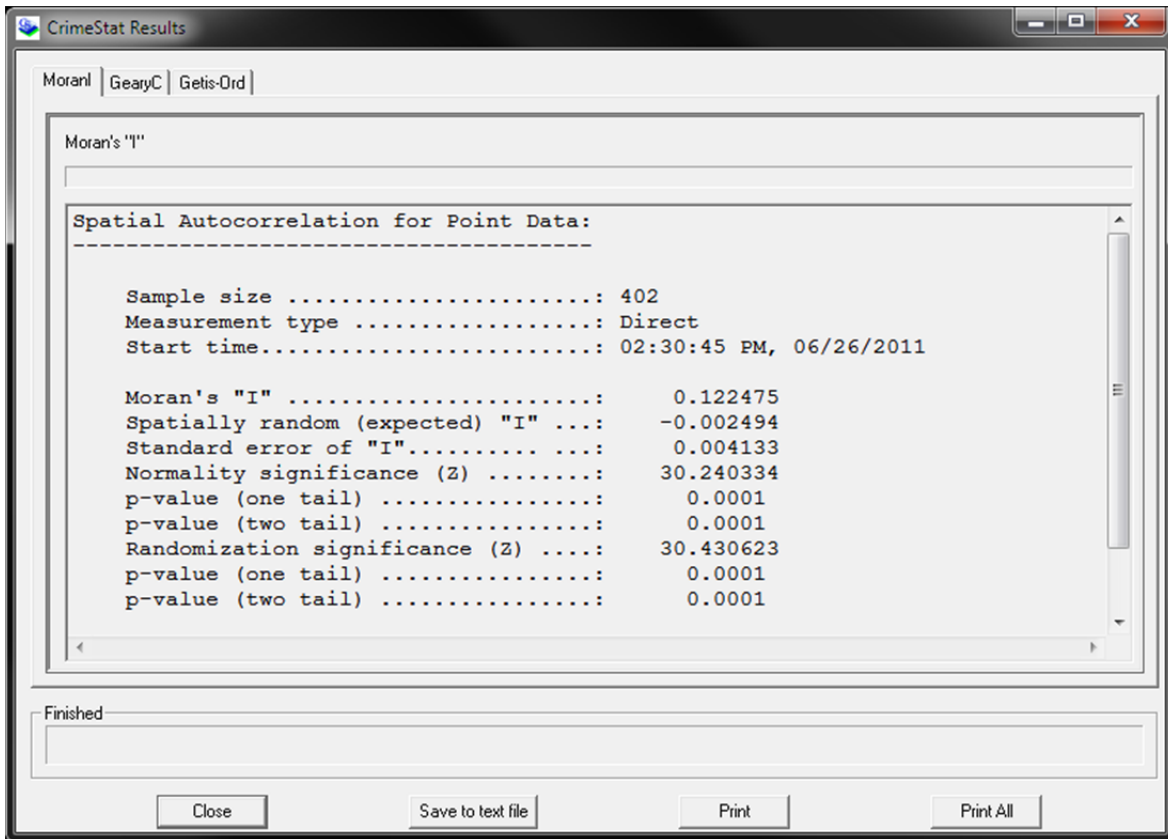 CrimeStat Results
MoranI GearyC Getis-Ord
Moran's "I"
Spatial Autocorrelation for Point Data:
---------------------------------------
Sample size .......................: 402
Measurement type ..................: Direct
Start time.........................: 02:30:45 PM, 06/26/2011
Moran's "I" .......................: 0.122475
Spatially random (expected) "I" ...: -0.002494
Standard error of "I".......... ...: 0.004133
Normality significance (Z) ........: 30.240334
p-value (one tail) ................: 0.0001
p-value (two tail) ................: 0.0001
Randomization significance (Z) ....: 30.430623
p-value (one tail) ................: 0.0001
p-value (two tail) ................: 0.0001
Finished
Close Save to text file Print Print All